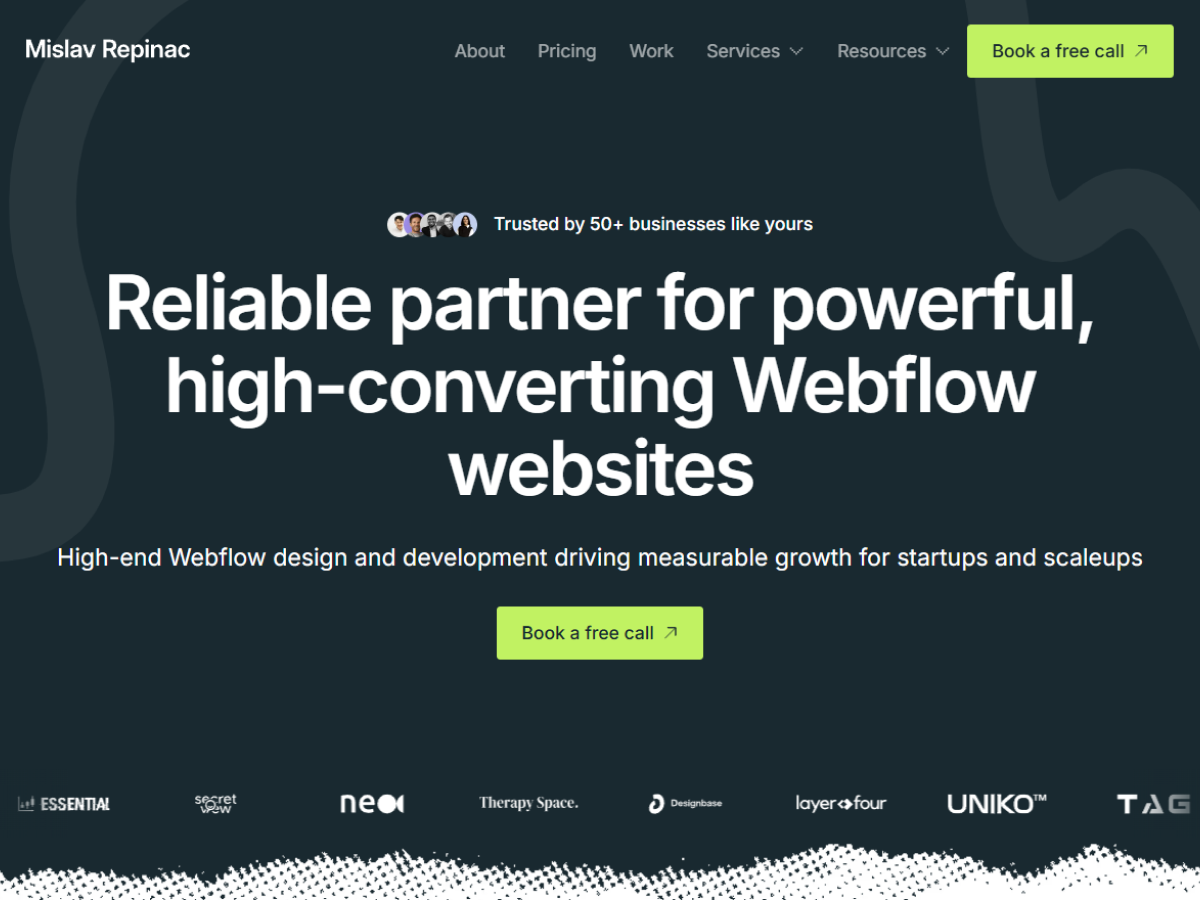 Mislav Repinac
About
Pricing
Work
Services
Resources
Book a free call
Trusted by 50+ businesses like yours
Reliable partner for powerful,
high-converting Webflow
websites
High-end Webflow design and development driving measurable growth for startups and scaleups
Book a free call
ESSENTIAL
secret
view
neo
Therapy Space.
Designbase
layer four
UNIKO™
TAG